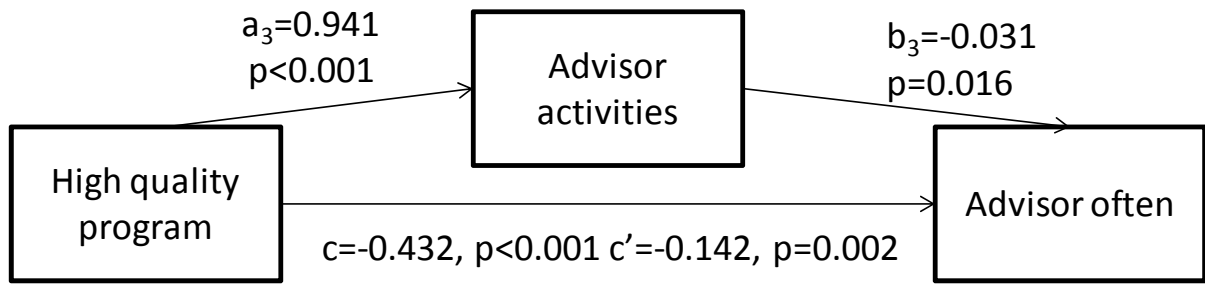 a₃=0.941
p<0.001
Advisor
activities
b₃=-0.031
p=0.016
High quality
program
Advisor often
c=-0.432, p<0.001 c’=-0.142, p=0.002